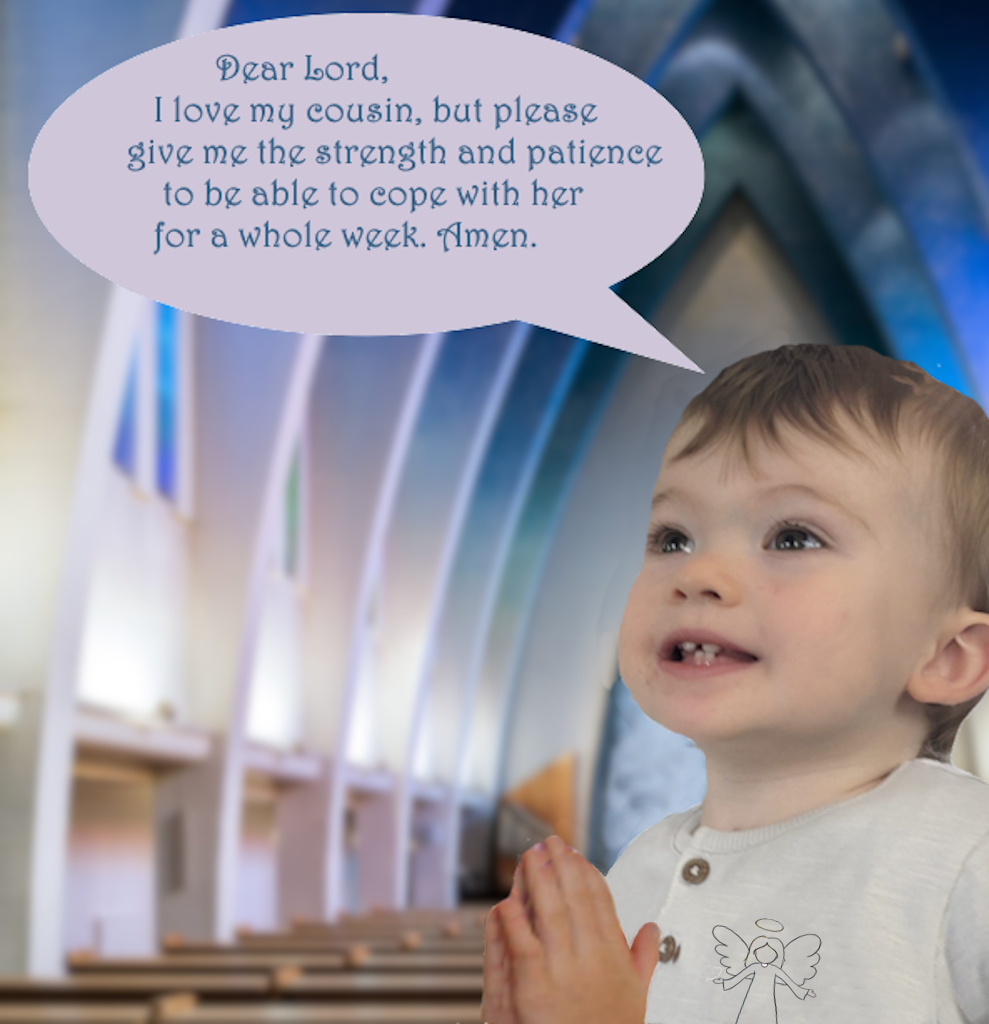 Dear Lord,
I love my cousin, but please
give me the strength and patience
to be able to cope with her
for a whole week. Amen.